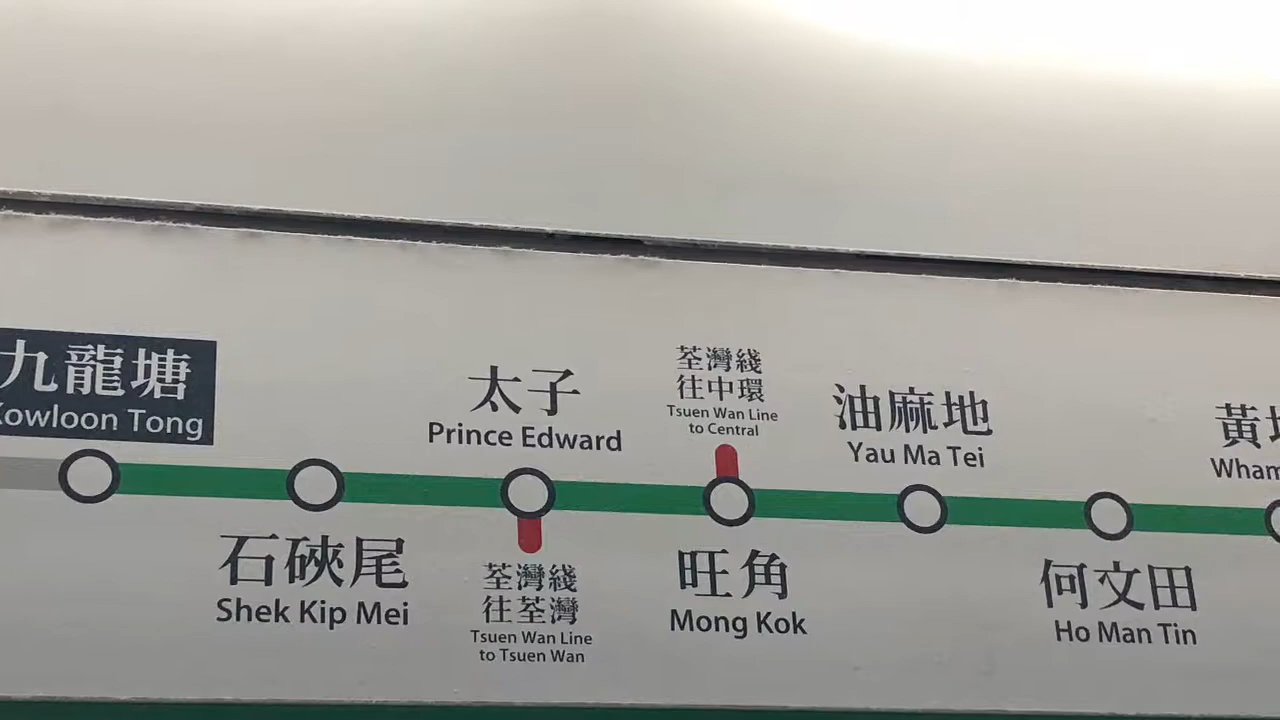 九龍塘
Kowloon Tong
石硤尾
Shek Kip Mei
太子
Prince Edward
荃灣綫
往荃灣
Tsuen Wan Line
to Tsuen Wan
荃灣綫
往中環
Tsuen Wan Line
to Central
旺角
Mong Kok
油麻地
Yau Ma Tei
何文田
Ho Man Tin
黃
Wham